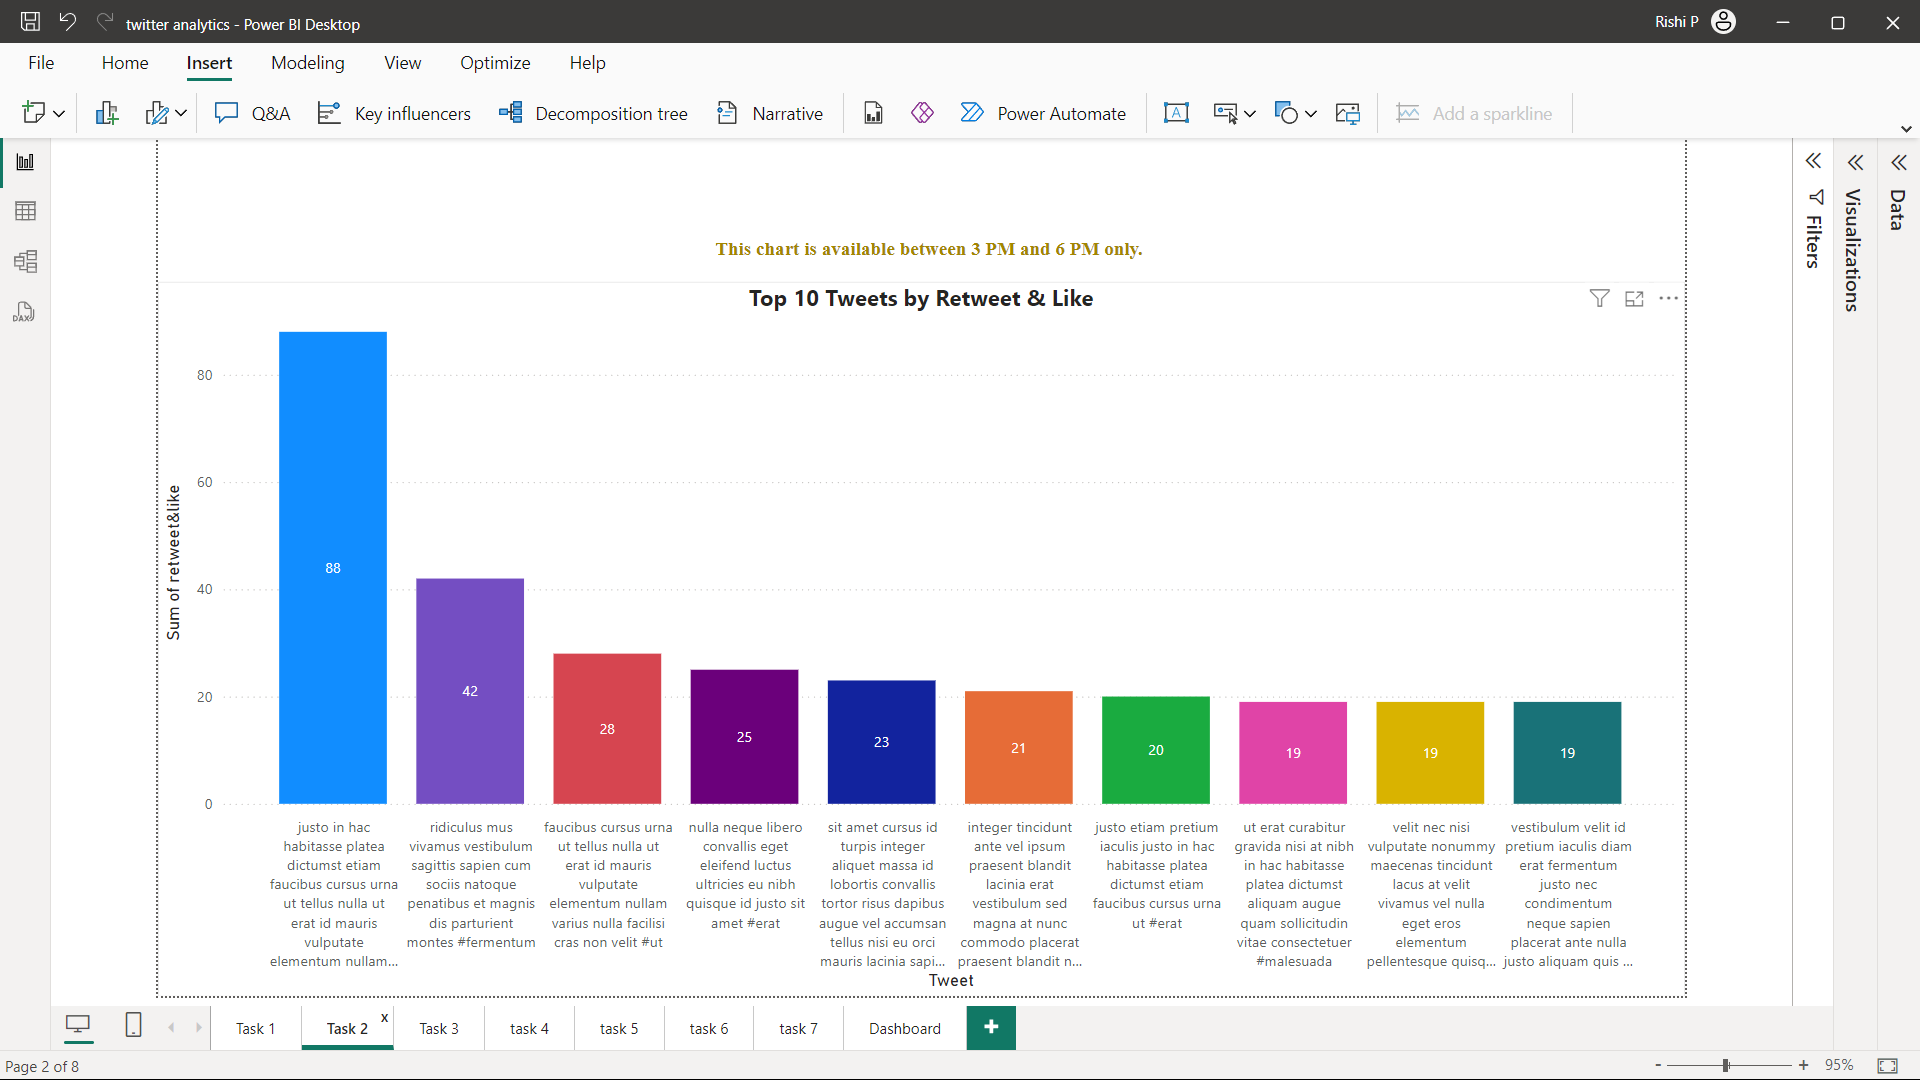 twitter analytics - Power BI Desktop
Rishi P
File Home Insert Modeling View Optimize Help
Q&A Key influencers Decomposition tree Narrative Power Automate A Add a sparkline
DAX
Filters
Visualizations
Data
This chart is available between 3 PM and 6 PM only.
Top 10 Tweets by Retweet & Like
Sum of retweet&like
80
60
40
20
0
88
42
28
25
23
21
20
19
19
19
justo in hac
habitasse platea
dictumst etiam
faucibus cursus urna
ut tellus nulla ut
erat id mauris
vulputate
elementum nullam...
ridiculus mus
vivamus vestibulum
sagittis sapien cum
sociis natoque
penatibus et magnis
dis parturient
montes #fermentum
faucibus cursus urna
ut tellus nulla ut
erat id mauris
vulputate
elementum nullam
varius nulla facilisi
cras non velit #ut
nulla neque libero
convallis eget
eleifend luctus
ultricies eu nibh
quisque id justo sit
amet #erat
sit amet cursus id
turpis integer
aliquet massa id
lobortis convallis
tortor risus dapibus
augue vel accumsan
tellus nisi eu orci
mauris lacinia sapi...
integer tincidunt
ante vel ipsum
praesent blandit
lacinia erat
vestibulum sed
magna at nunc
commodo placerat
praesent blandit n...
justo etiam pretium
iaculis justo in hac
habitasse platea
dictumst etiam
faucibus cursus urna
ut #erat
ut erat curabitur
gravida nisi at nibh
in hac habitasse
platea dictumst
aliquam augue
quam sollicitudin
vitae consectetuer
#malesuada
velit nec nisi
vulputate nonummy
maecenas tincidunt
lacus at velit
vivamus vel nulla
eget eros
elementum
pellentesque quisq...
vestibulum velit id
pretium iaculis diam
erat fermentum
justo nec
condimentum
neque sapien
placerat ante nulla
justo aliquam quis ...
Tweet
Task 1 Task 2 x Task 3 task 4 task 5 task 6 task 7 Dashboard +
Page 2 of 8
- + 95%